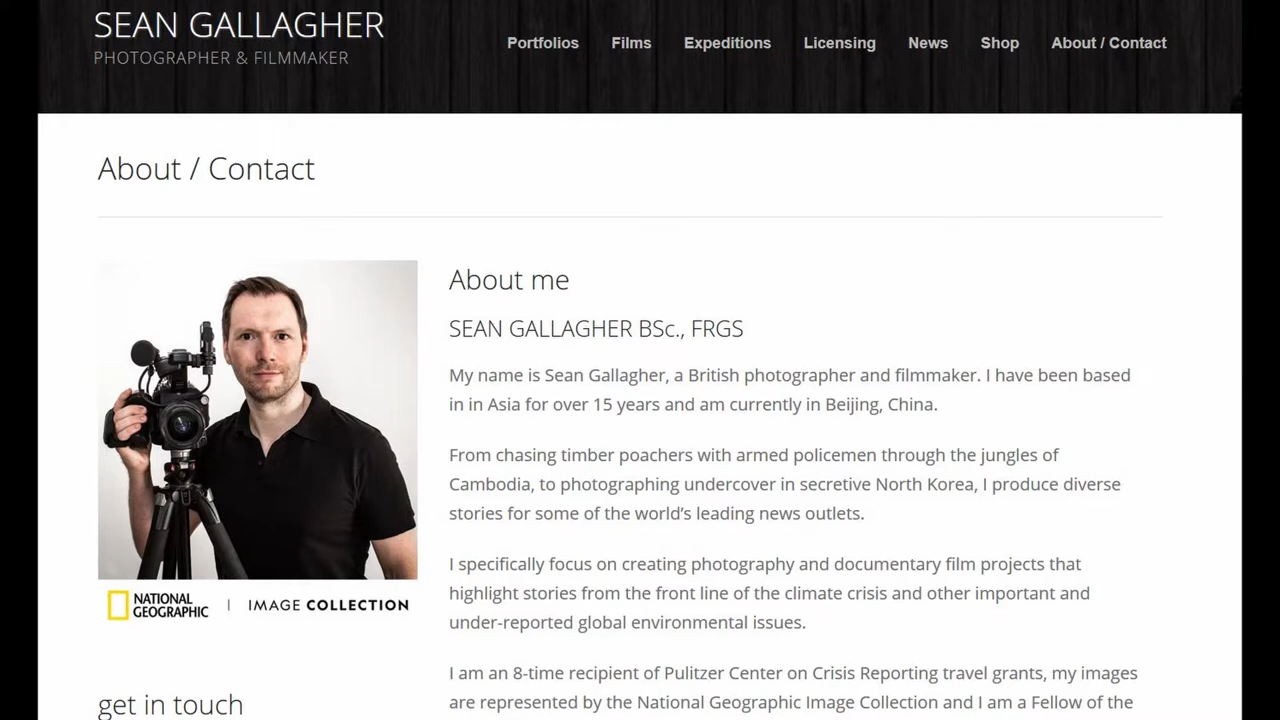 SEAN GALLAGHER
PHOTOGRAPHER & FILMMAKER
Portfolios Films Expeditions Licensing News Shop About / Contact
About / Contact
About me
SEAN GALLAGHER BSc., FRGS
My name is Sean Gallagher, a British photographer and filmmaker. I have been based
in in Asia for over 15 years and am currently in Beijing, China.
From chasing timber poachers with armed policemen through the jungles of
Cambodia, to photographing undercover in secretive North Korea, I produce diverse
stories for some of the world’s leading news outlets.
I specifically focus on creating photography and documentary film projects that
highlight stories from the front line of the climate crisis and other important and
under-reported global environmental issues.
I am an 8-time recipient of Pulitzer Center on Crisis Reporting travel grants, my images
are represented by the National Geographic Image Collection and I am a Fellow of the
NATIONAL
GEOGRAPHIC | IMAGE COLLECTION
get in touch